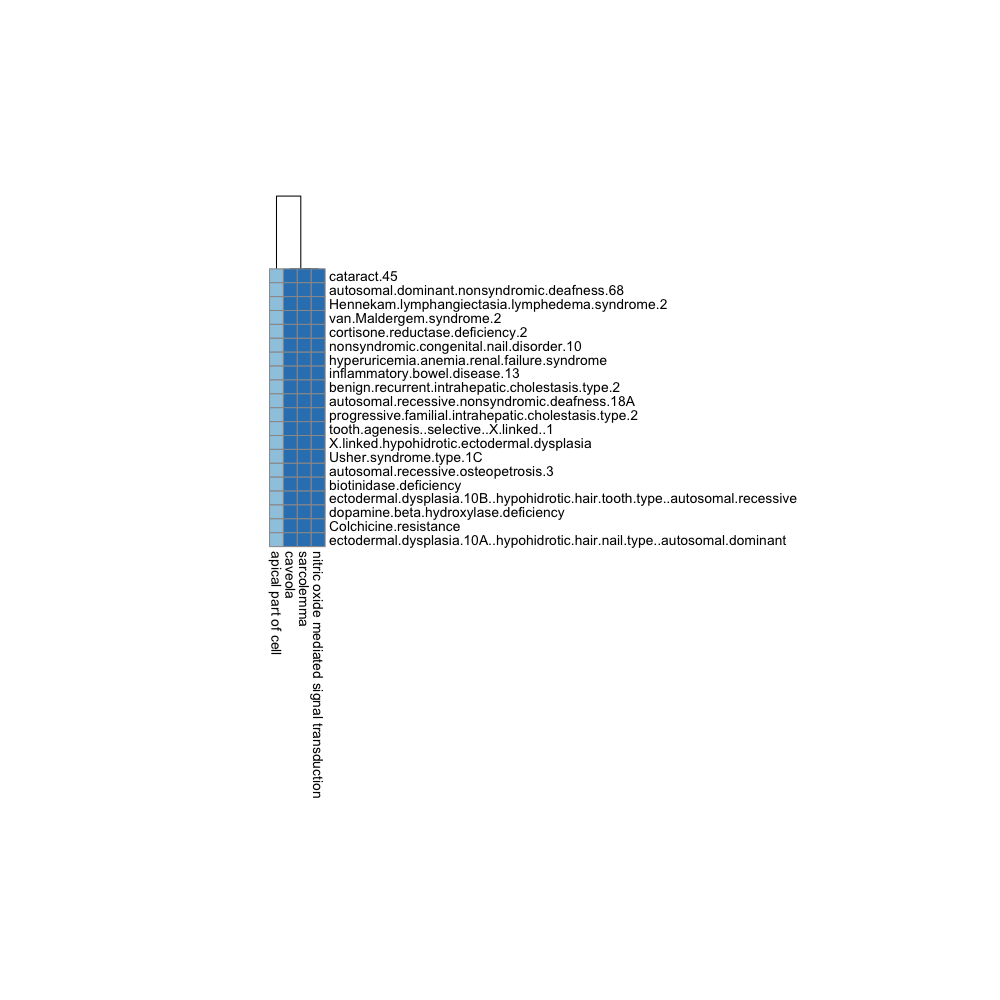 cataract.45
autosomal.dominant.nonsyndromic.deafness.68
Hennekam.lymphangiectasia.lymphedema.syndrome.2
van.Maldergem.syndrome.2
cortisone.reductase.deficiency.2
nonsyndromic.congenital.nail.disorder.10
hyperuricemia.anemia.renal.failure.syndrome
inflammatory.bowel.disease.13
benign.recurrent.intrahepatic.cholestasis.type.2
autosomal.recessive.nonsyndromic.deafness.18A
progressive.familial.intrahepatic.cholestasis.type.2
tooth.agenesis..selective..X.linked..1
X.linked.hypohidrotic.ectodermal.dysplasia
Usher.syndrome.type.1C
autosomal.recessive.osteopetrosis.3
biotinidase.deficiency
ectodermal.dysplasia.10B..hypohidrotic.hair.tooth.type..autosomal.recessive
dopamine.beta.hydroxylase.deficiency
Colchicine.resistance
ectodermal.dysplasia.10A..hypohidrotic.hair.nail.type..autosomal.dominant
apical part of cell
caveola
sarcolemma
nitric oxide mediated signal transduction